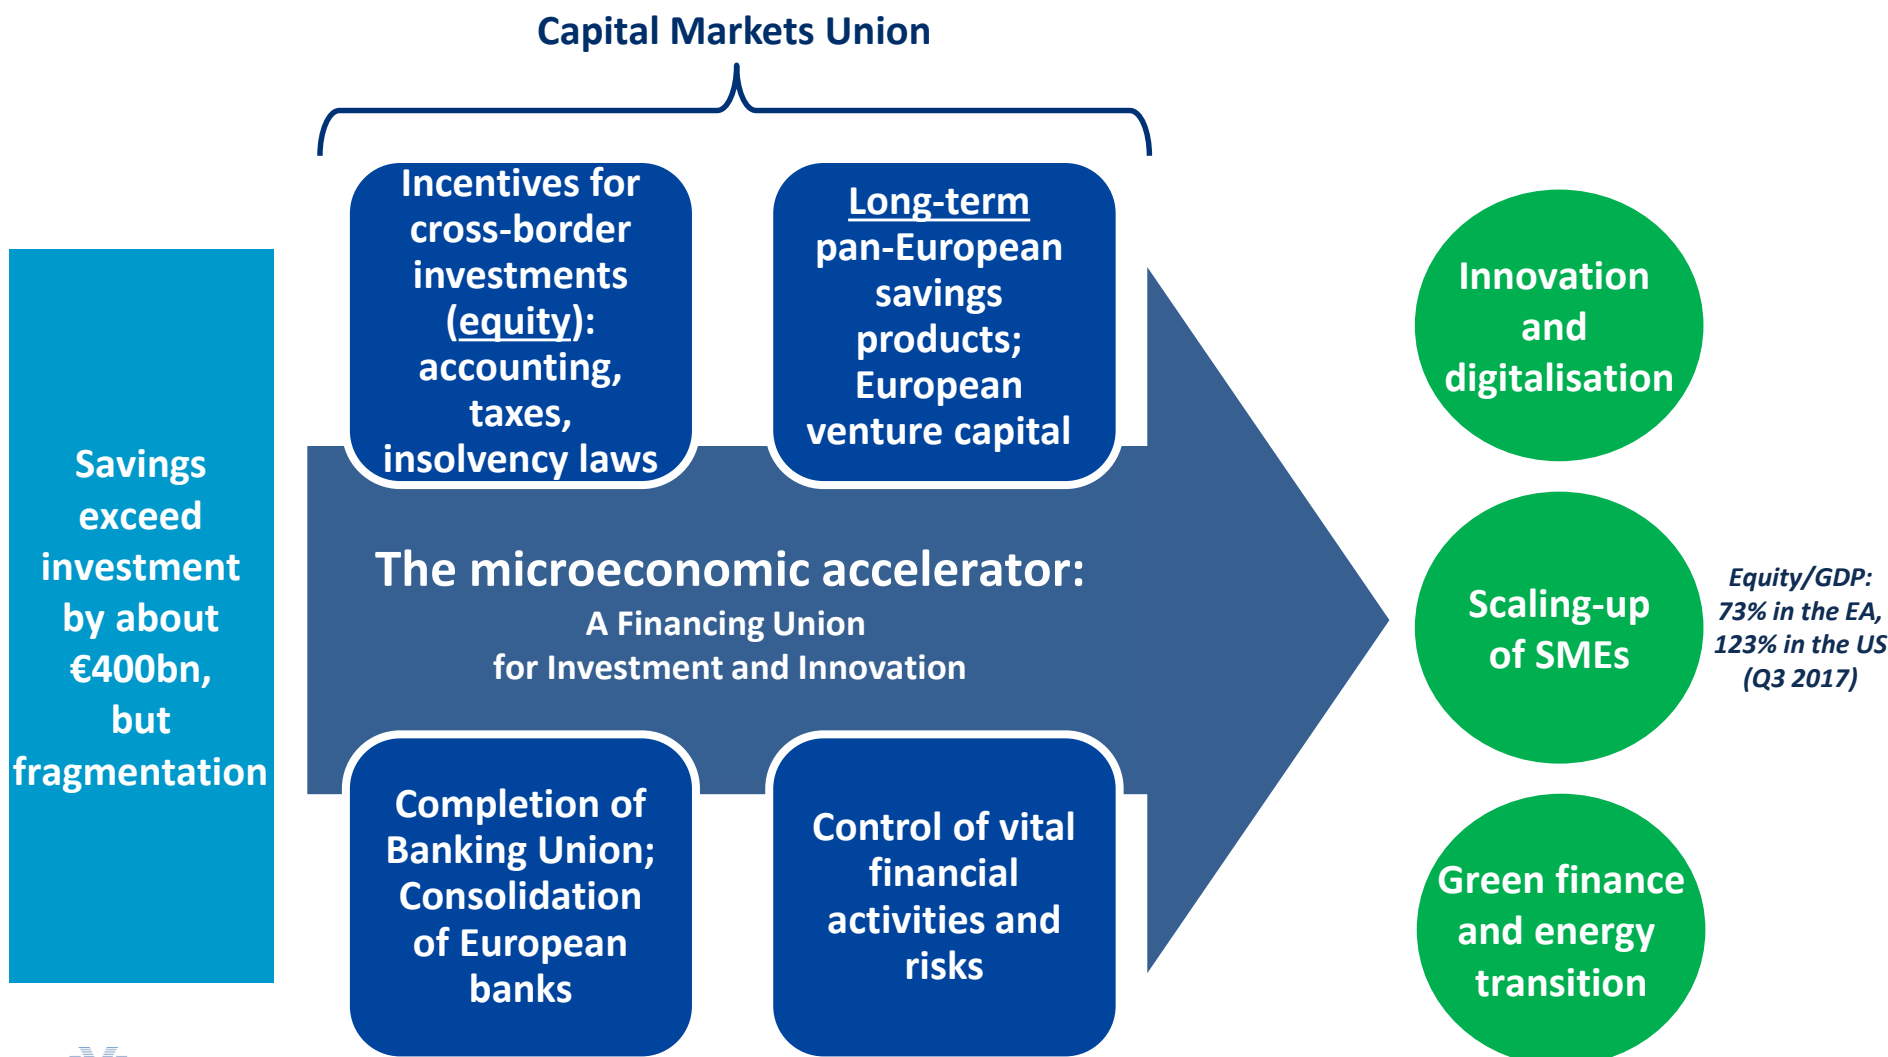 Capital Markets Union
Incentives for
cross-border
investments
(equity):
accounting,
taxes,
insolvency laws
Long-term
pan-European
savings
products;
European
venture capital
Savings
exceed
investment
by about
€400bn,
but
fragmentation
The microeconomic accelerator:
A Financing Union
for Investment and Innovation
Completion of
Banking Union;
Consolidation
of European
banks
Control of vital
financial
activities and
risks
Innovation
and
digitalisation
Scaling-up
of SMEs
Equity/GDP:
73% in the EA,
123% in the US
(Q3 2017)
Green finance
and energy
transition